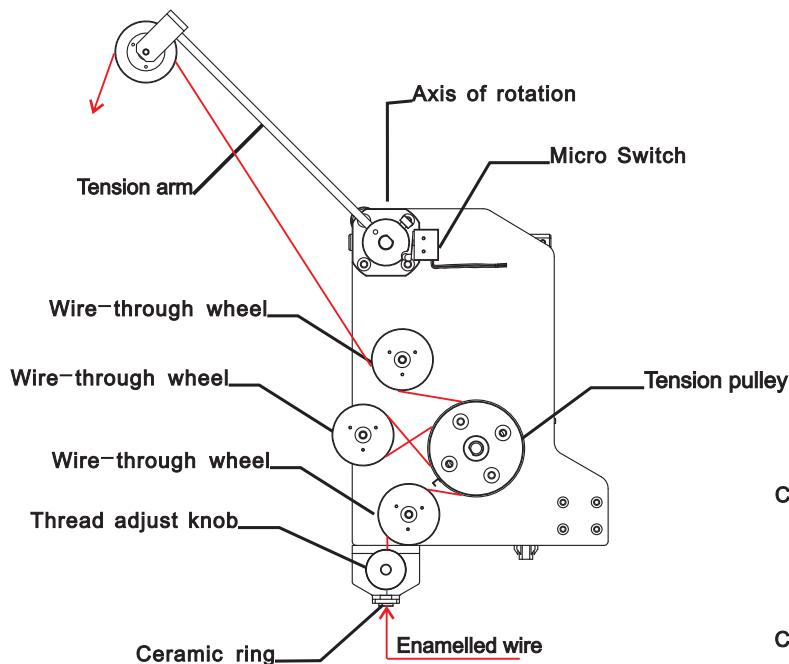 Axis of rotation
Micro Switch
Tension arm
Wire-through wheel
Wire-through wheel
Tension pulley
Wire-through wheel
C
Thread adjust knob
C
Enamelled wire
Ceramic ring